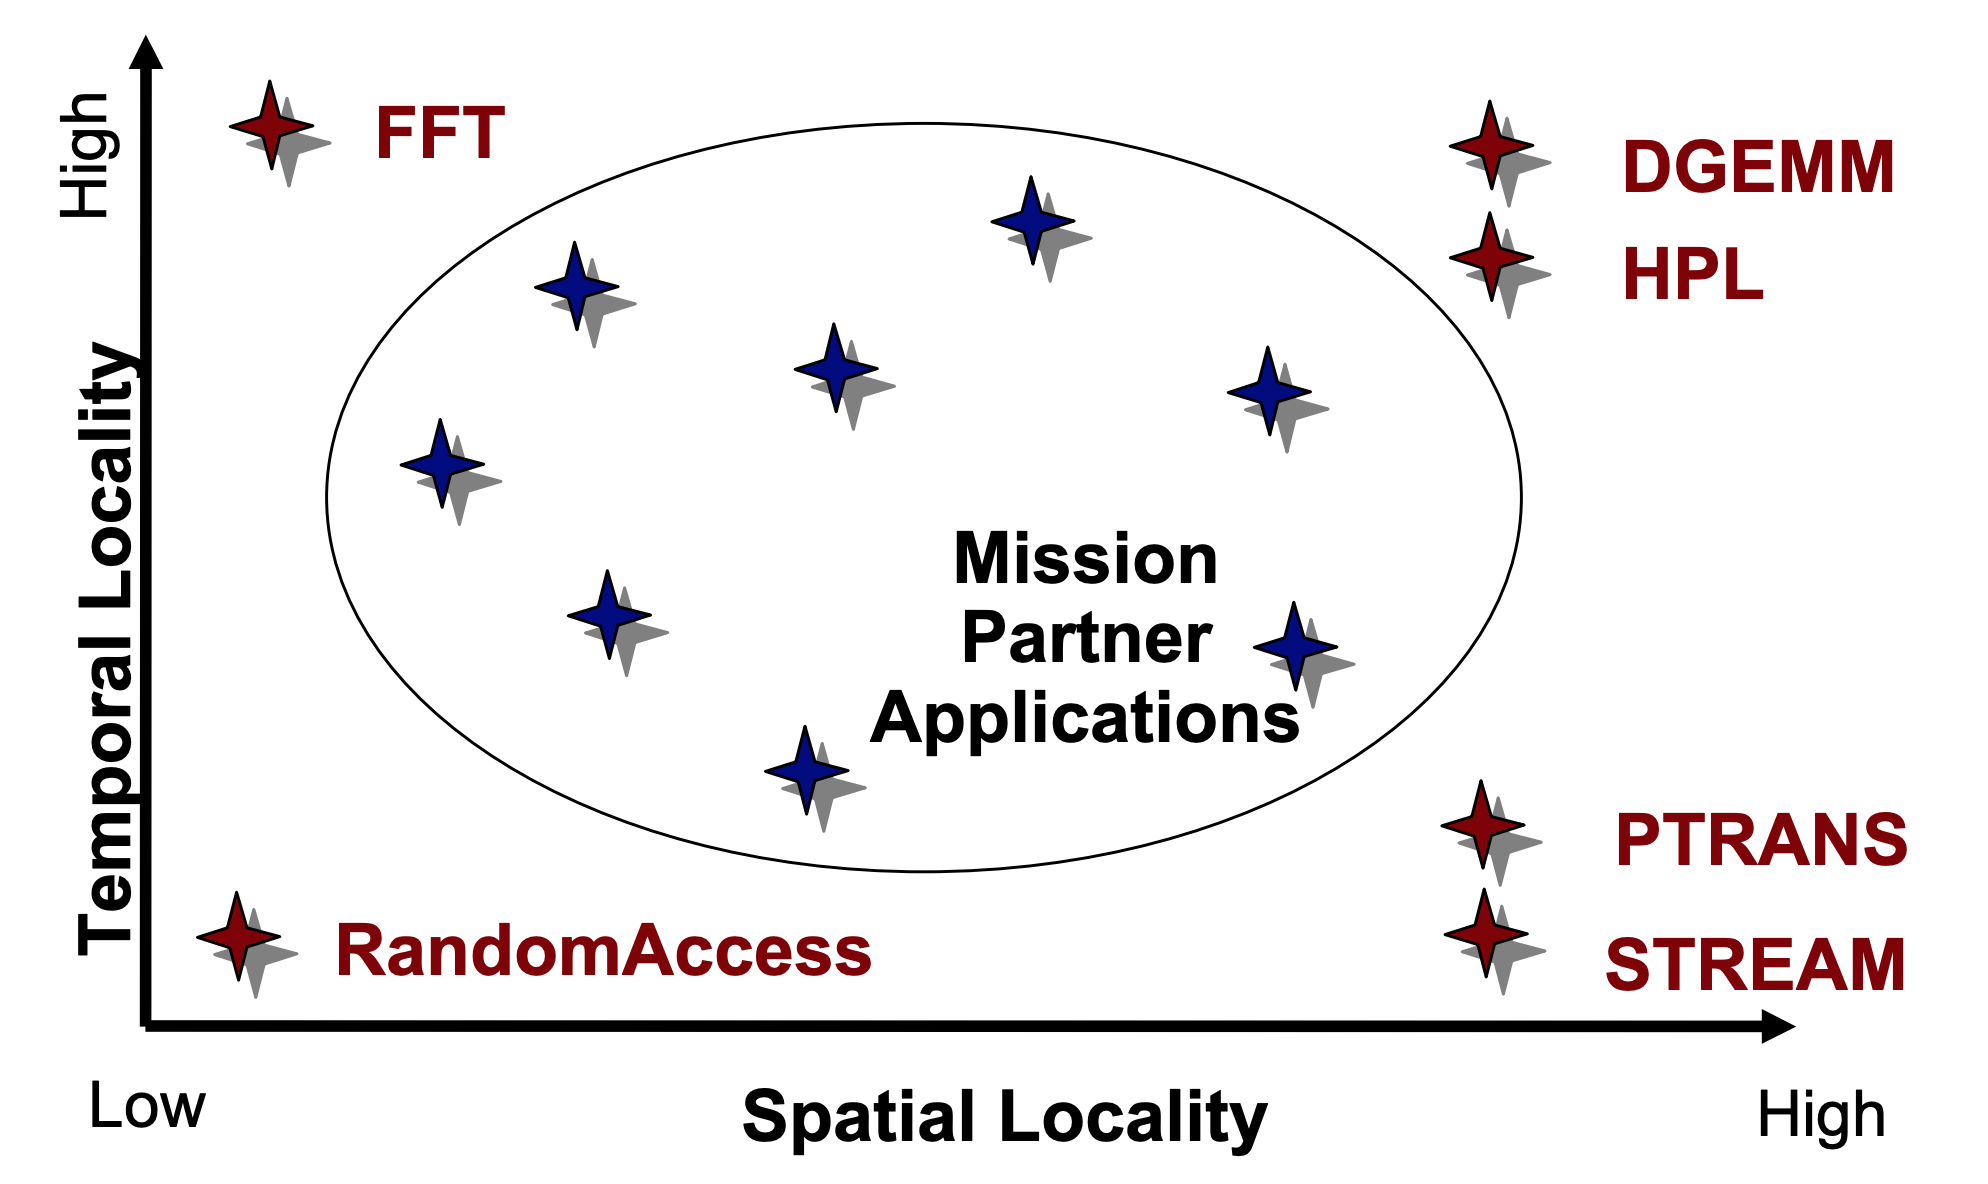 High
FFT
DGEMM
HPL
Temporal Locality
Mission
Partner
Applications
PTRANS
RandomAccess
STREAM
Low
Spatial Locality
High